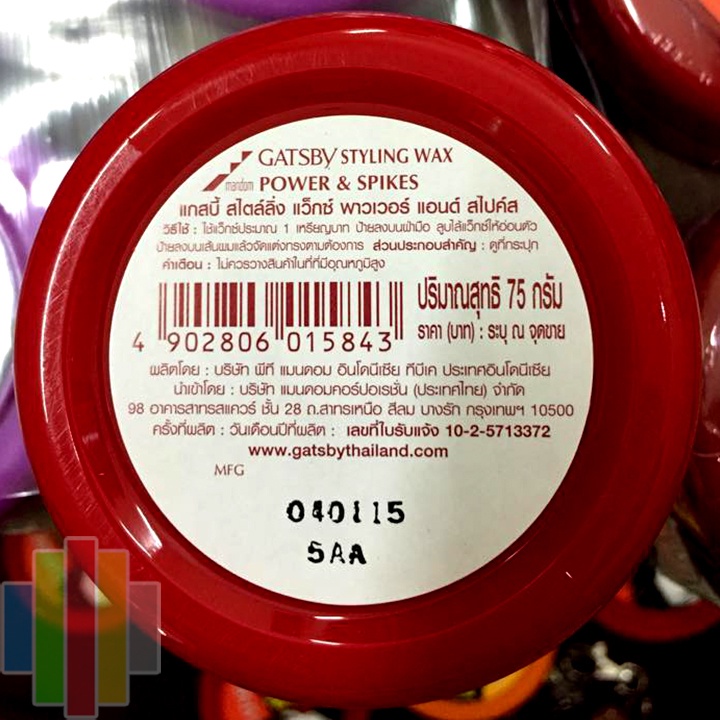 GATSBY STYLING WAX
mandom POWER & SPIKES
แกสบี้ สไตล์ลิ่ง แว็กซ์ พาวเวอร์ แอนด์ สไปค์ส
วิธีใช้ : ใช้แว็กซ์ประมาณ 1 เหรียญบาท ป้ายลงบนฝ่ามือ ลูบไล้แว็กซ์ให้อ่อนตัว
ป้ายลงบนเส้นผมแล้วจัดแต่งทรงตามต้องการ ส่วนประกอบสำคัญ : ดูที่กระปุก
คำเตือน : ไม่ควรวางสินค้าในที่ที่มีอุณหภูมิสูง
ปริมาณสุทธิ 75 กรัม
ราคา (บาท) : ระบุ ณ จุดขาย
4 902806 015843
ผลิตโดย : บริษัท พีที แมนดอม อินโดนีเซีย ทีบีเค ประเทศอินโดนีเซีย
นำเข้าโดย : บริษัท แมนดอมคอร์ปอเรชั่น (ประเทศไทย) จำกัด
98 อาคารสาทรสแควร์ ชั้น 28 ถ.สาทรเหนือ สีลม บางรัก กรุงเทพฯ 10500
ครั้งที่ผลิต : วันเดือนปีที่ผลิต : เลขที่ใบรับแจ้ง 10-2-5713372
www.gatsbythailand.com
MFG
040115
5AA